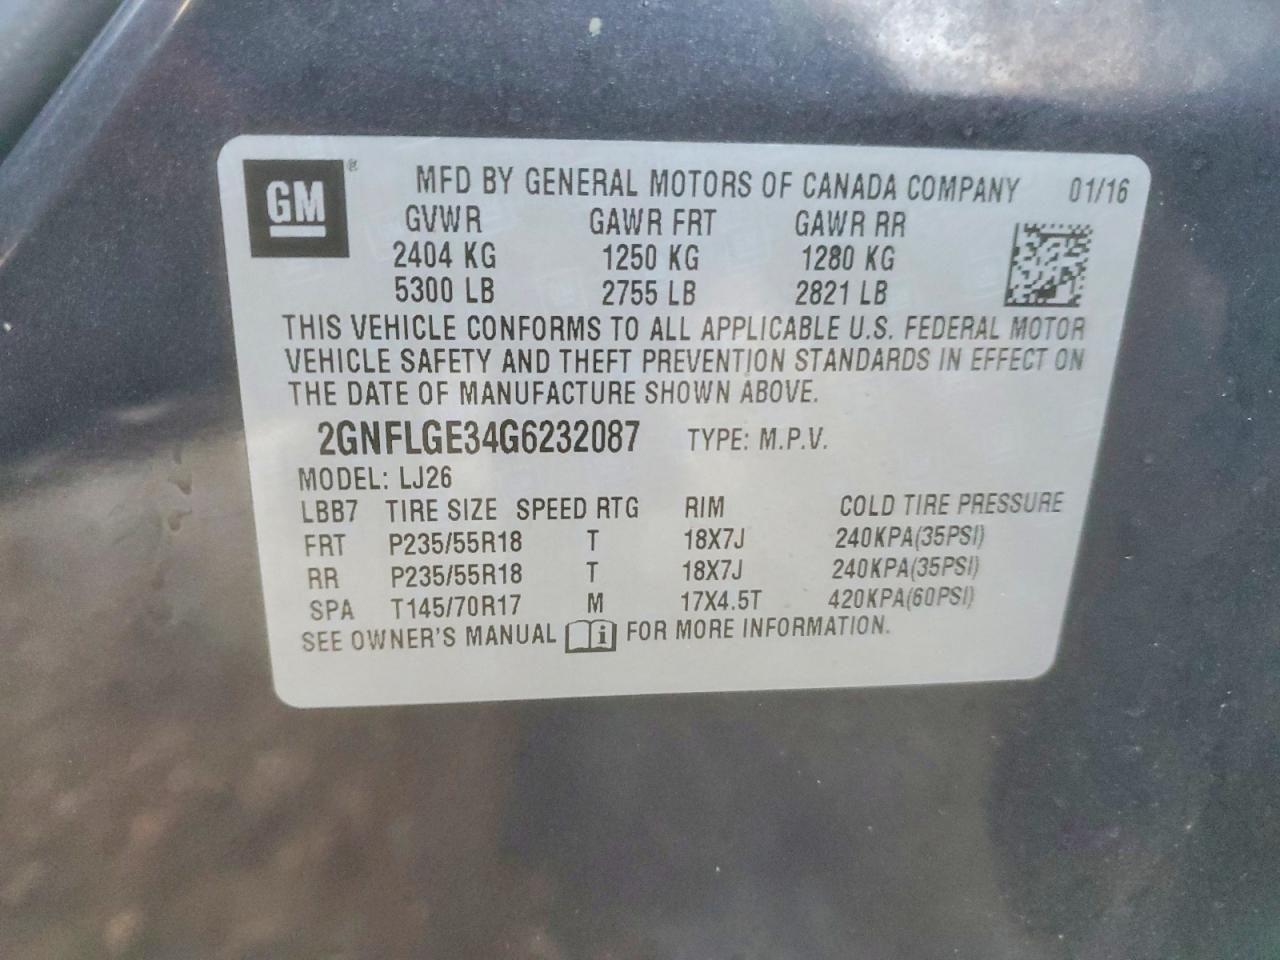 GM ® MFD BY GENERAL MOTORS OF CANADA COMPANY 01/16
GVWR GAWR FRT GAWR RR
2404 KG 1250 KG 1280 KG
5300 LB 2755 LB 2821 LB
THIS VEHICLE CONFORMS TO ALL APPLICABLE U.S. FEDERAL MOTOR
VEHICLE SAFETY AND THEFT PREVENTION STANDARDS IN EFFECT ON
THE DATE OF MANUFACTURE SHOWN ABOVE.
2GNFLGE34G6232087 TYPE: M.P.V.
MODEL: LJ26
LBB7 TIRE SIZE SPEED RTG RIM COLD TIRE PRESSURE
FRT P235/55R18 T 18X7J 240KPA(35PSI)
RR P235/55R18 T 18X7J 240KPA(35PSI)
SPA T145/70R17 M 17X4.5T 420KPA(60PSI)
SEE OWNER'S MANUAL i FOR MORE INFORMATION.